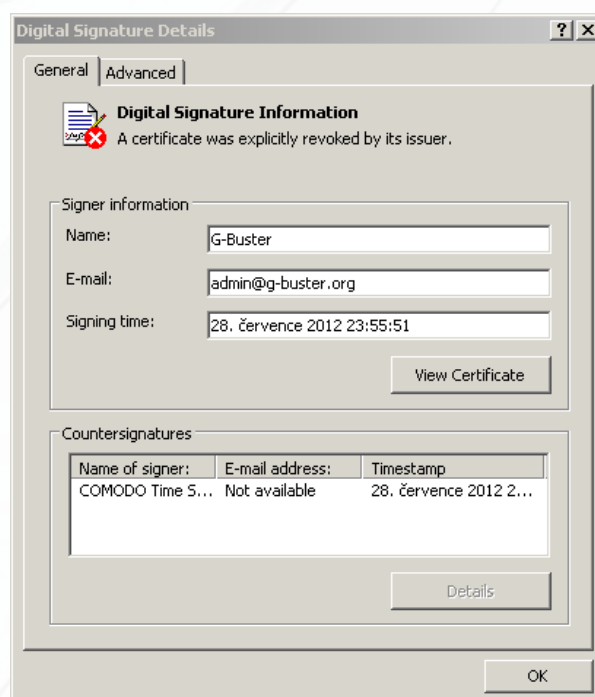 Digital Signature Details
General Advanced
Digital Signature Information
A certificate was explicitly revoked by its issuer.
Signer information
Name: G-Buster
E-mail: admin@g-buster.org
Signing time: 28. července 2012 23:55:51
View Certificate
Countersignatures
Name of signer: E-mail address: Timestamp
COMODO Time S... Not available 28. července 2012 2...
Details
OK